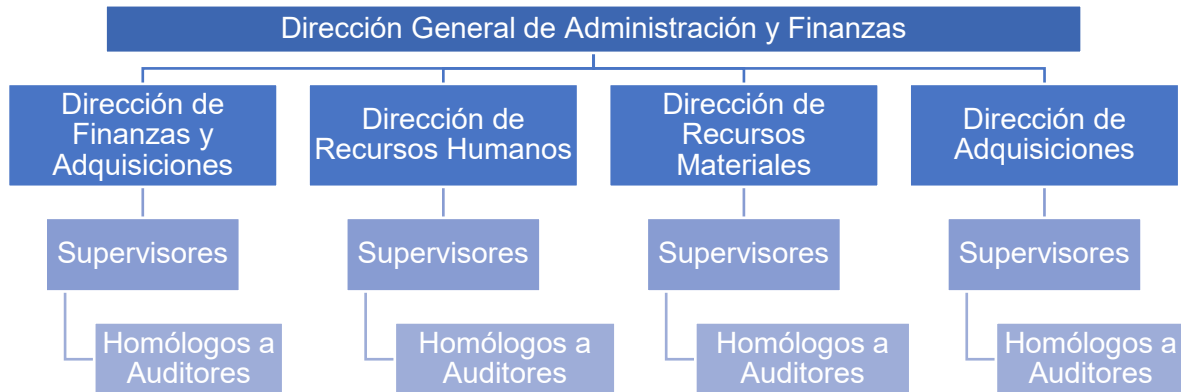 Dirección General de Administración y Finanzas
Dirección de
Finanzas y
Adquisiciones
Dirección de
Recursos Humanos
Dirección de
Recursos
Materiales
Dirección de
Adquisiciones
Supervisores
Supervisores
Supervisores
Supervisores
Homólogos a
Auditores
Homólogos a
Auditores
Homólogos a
Auditores
Homólogos a
Auditores